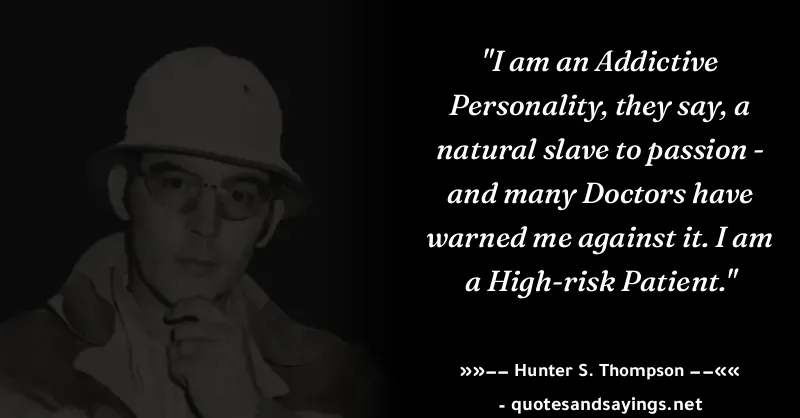 "I am an Addictive
Personality, they say, a
natural slave to passion -
and many Doctors have
warned me against it. I am
a High-risk Patient."
»»–– Hunter S. Thompson ––««
- quotesandsayings.net